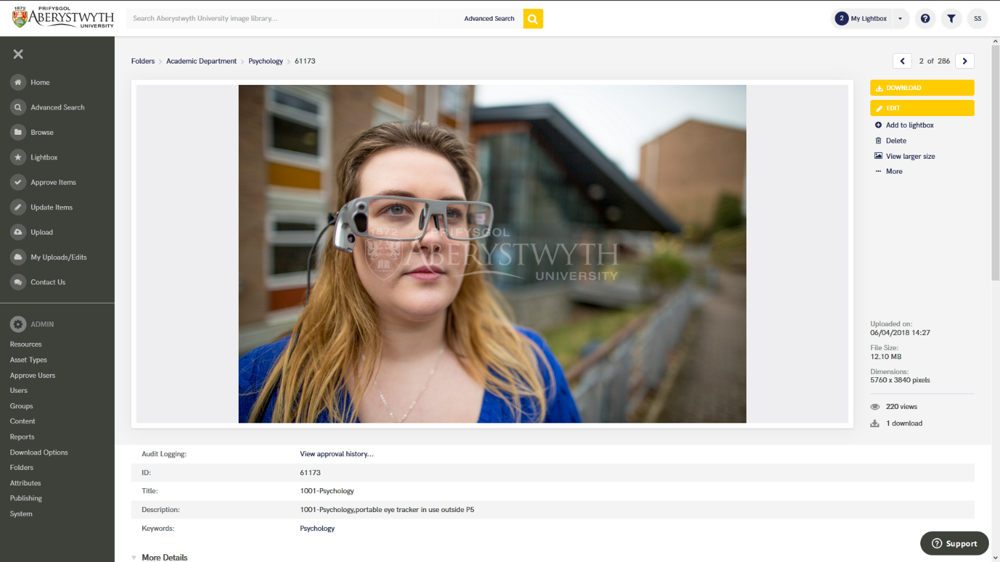 1872
PRIFYSGOL
ABERYSTWYTH
UNIVERSITY
Search Aberystwyth University image library...
Advanced Search
2 My Lightbox
SS
Home
Advanced Search
Browse
Lightbox
Approve Items
Update Items
Upload
My Uploads/Edits
Contact Us
ADMIN
Resources
Asset Types
Approve Users
Users
Groups
Content
Reports
Download Options
Folders
Attributes
Publishing
System
Folders > Academic Department > Psychology > 61173
2 of 286
1872 PRIFYSGOL
ABERYSTWYTH
UNIVERSITY
DOWNLOAD
EDIT
Add to lightbox
Delete
View larger size
More
Uploaded on:
06/04/2018 14:27
File Size:
12.10 MB
Dimensions:
5760 x 3840 pixels
220 views
1 download
Audit Logging: View approval history...
ID: 61173
Title: 1001-Psychology
Description: 1001-Psychology,portable eye tracker in use outside P5
Keywords: Psychology
More Details
Support